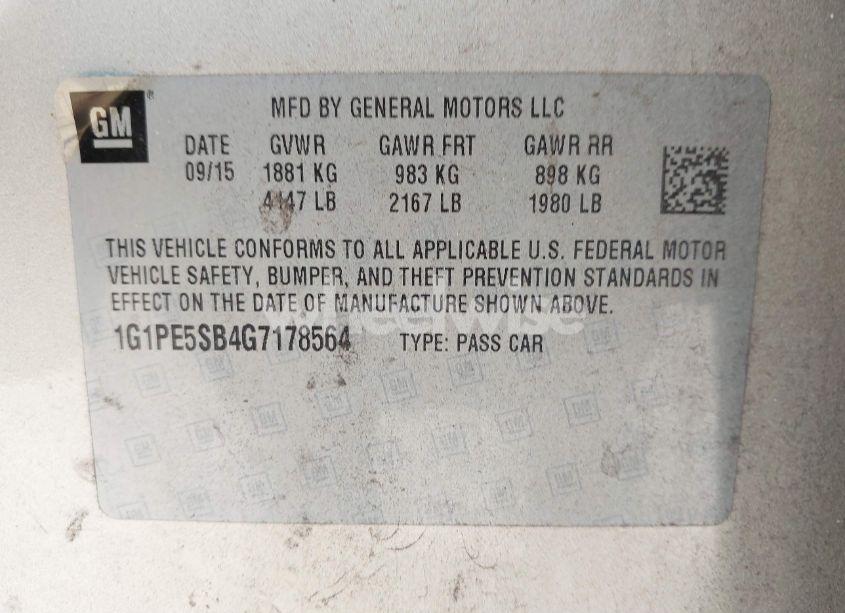 GM
MFD BY GENERAL MOTORS LLC
DATE GVWR GAWR FRT GAWR RR
09/15 1881 KG 983 KG 898 KG
4147 LB 2167 LB 1980 LB
THIS VEHICLE CONFORMS TO ALL APPLICABLE U.S. FEDERAL MOTOR
VEHICLE SAFETY, BUMPER, AND THEFT PREVENTION STANDARDS IN
EFFECT ON THE DATE OF MANUFACTURE SHOWN ABOVE.
wheelwise
1G1PE5SB4G7178564 TYPE: PASS CAR